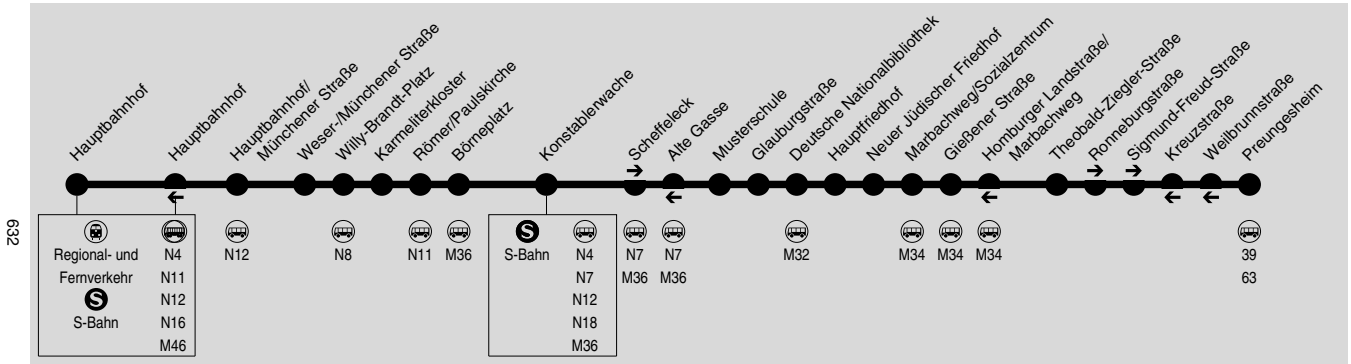 Hauptbahnhof
Hauptbahnhof
Hauptbahnhof/
Münchener Straße
Weser-/Münchener Straße
Willy-Brandt-Platz
Karmeliterkloster
Römer/Paulskirche
Börneplatz
Konstablerwache
Scheffeleck
Alte Gasse
Musterschule
Glauburgstraße
Deutsche Nationalbibliothek
Hauptfriedhof
Neuer Jüdischer Friedhof
Marbachweg/Sozialzentrum
Gießener Straße
Homburger Landstraße/
Marbachweg
Theobald-Ziegler-Straße
Ronneburgstraße
Sigmund-Freud-Straße
Kreuzstraße
Weilbrunnstraße
Preungesheim
632
Regional- und
Fernverkehr
S
S-Bahn
N4
N11
N12
N16
M46
N12
N8
N11
M36
S
S-Bahn
N4
N7
N12
N18
M36
N7
M36
N7
M36
M32
M34
M34
M34
39
63